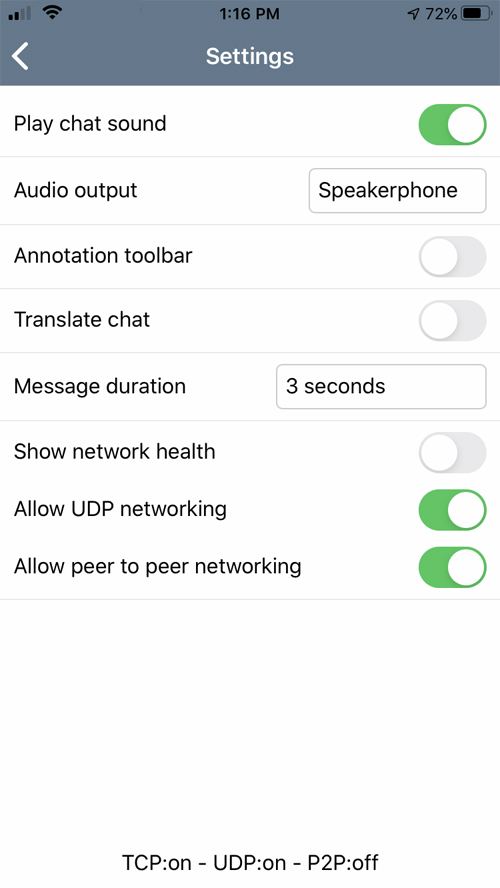 1:16 PM 72%
Settings
Play chat sound
Audio output Speakerphone
Annotation toolbar
Translate chat
Message duration 3 seconds
Show network health
Allow UDP networking
Allow peer to peer networking
TCP:on - UDP:on - P2P:off